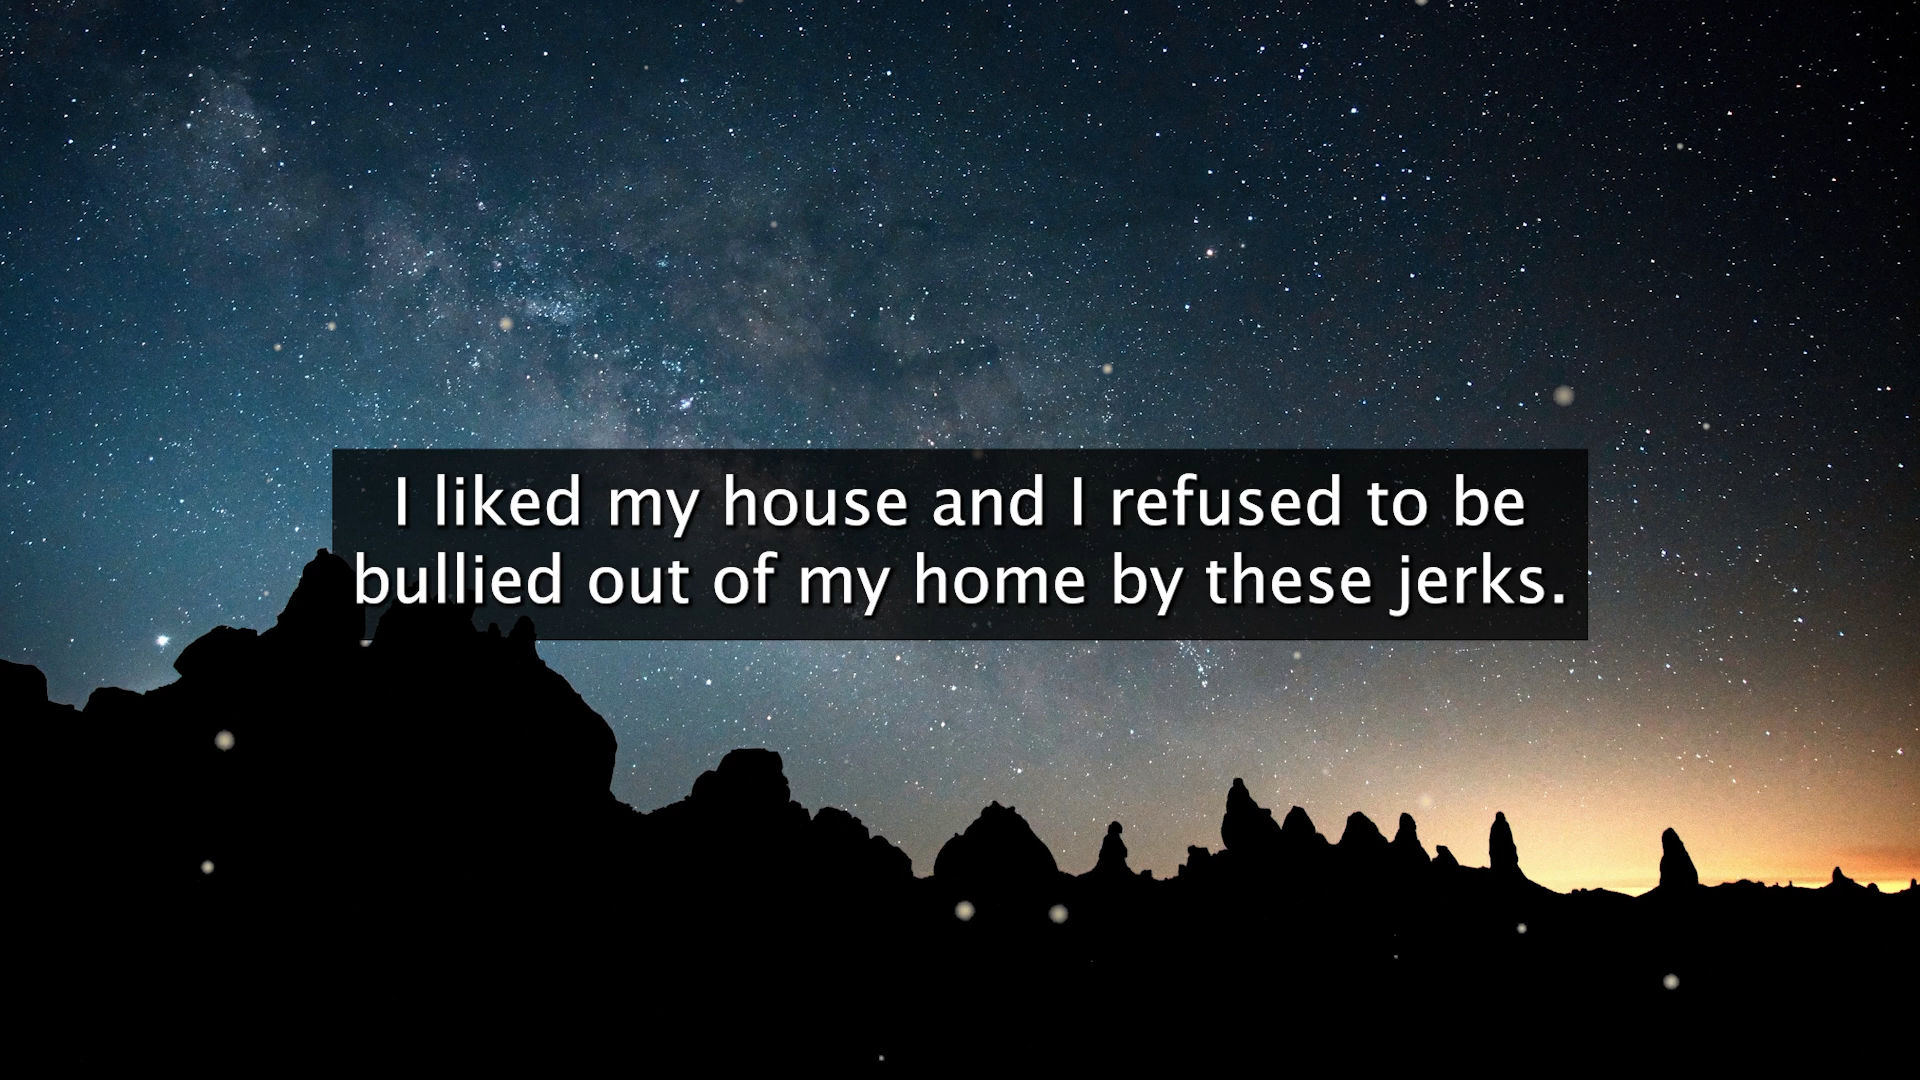 I liked my house and I refused to be
bullied out of my home by these jerks.